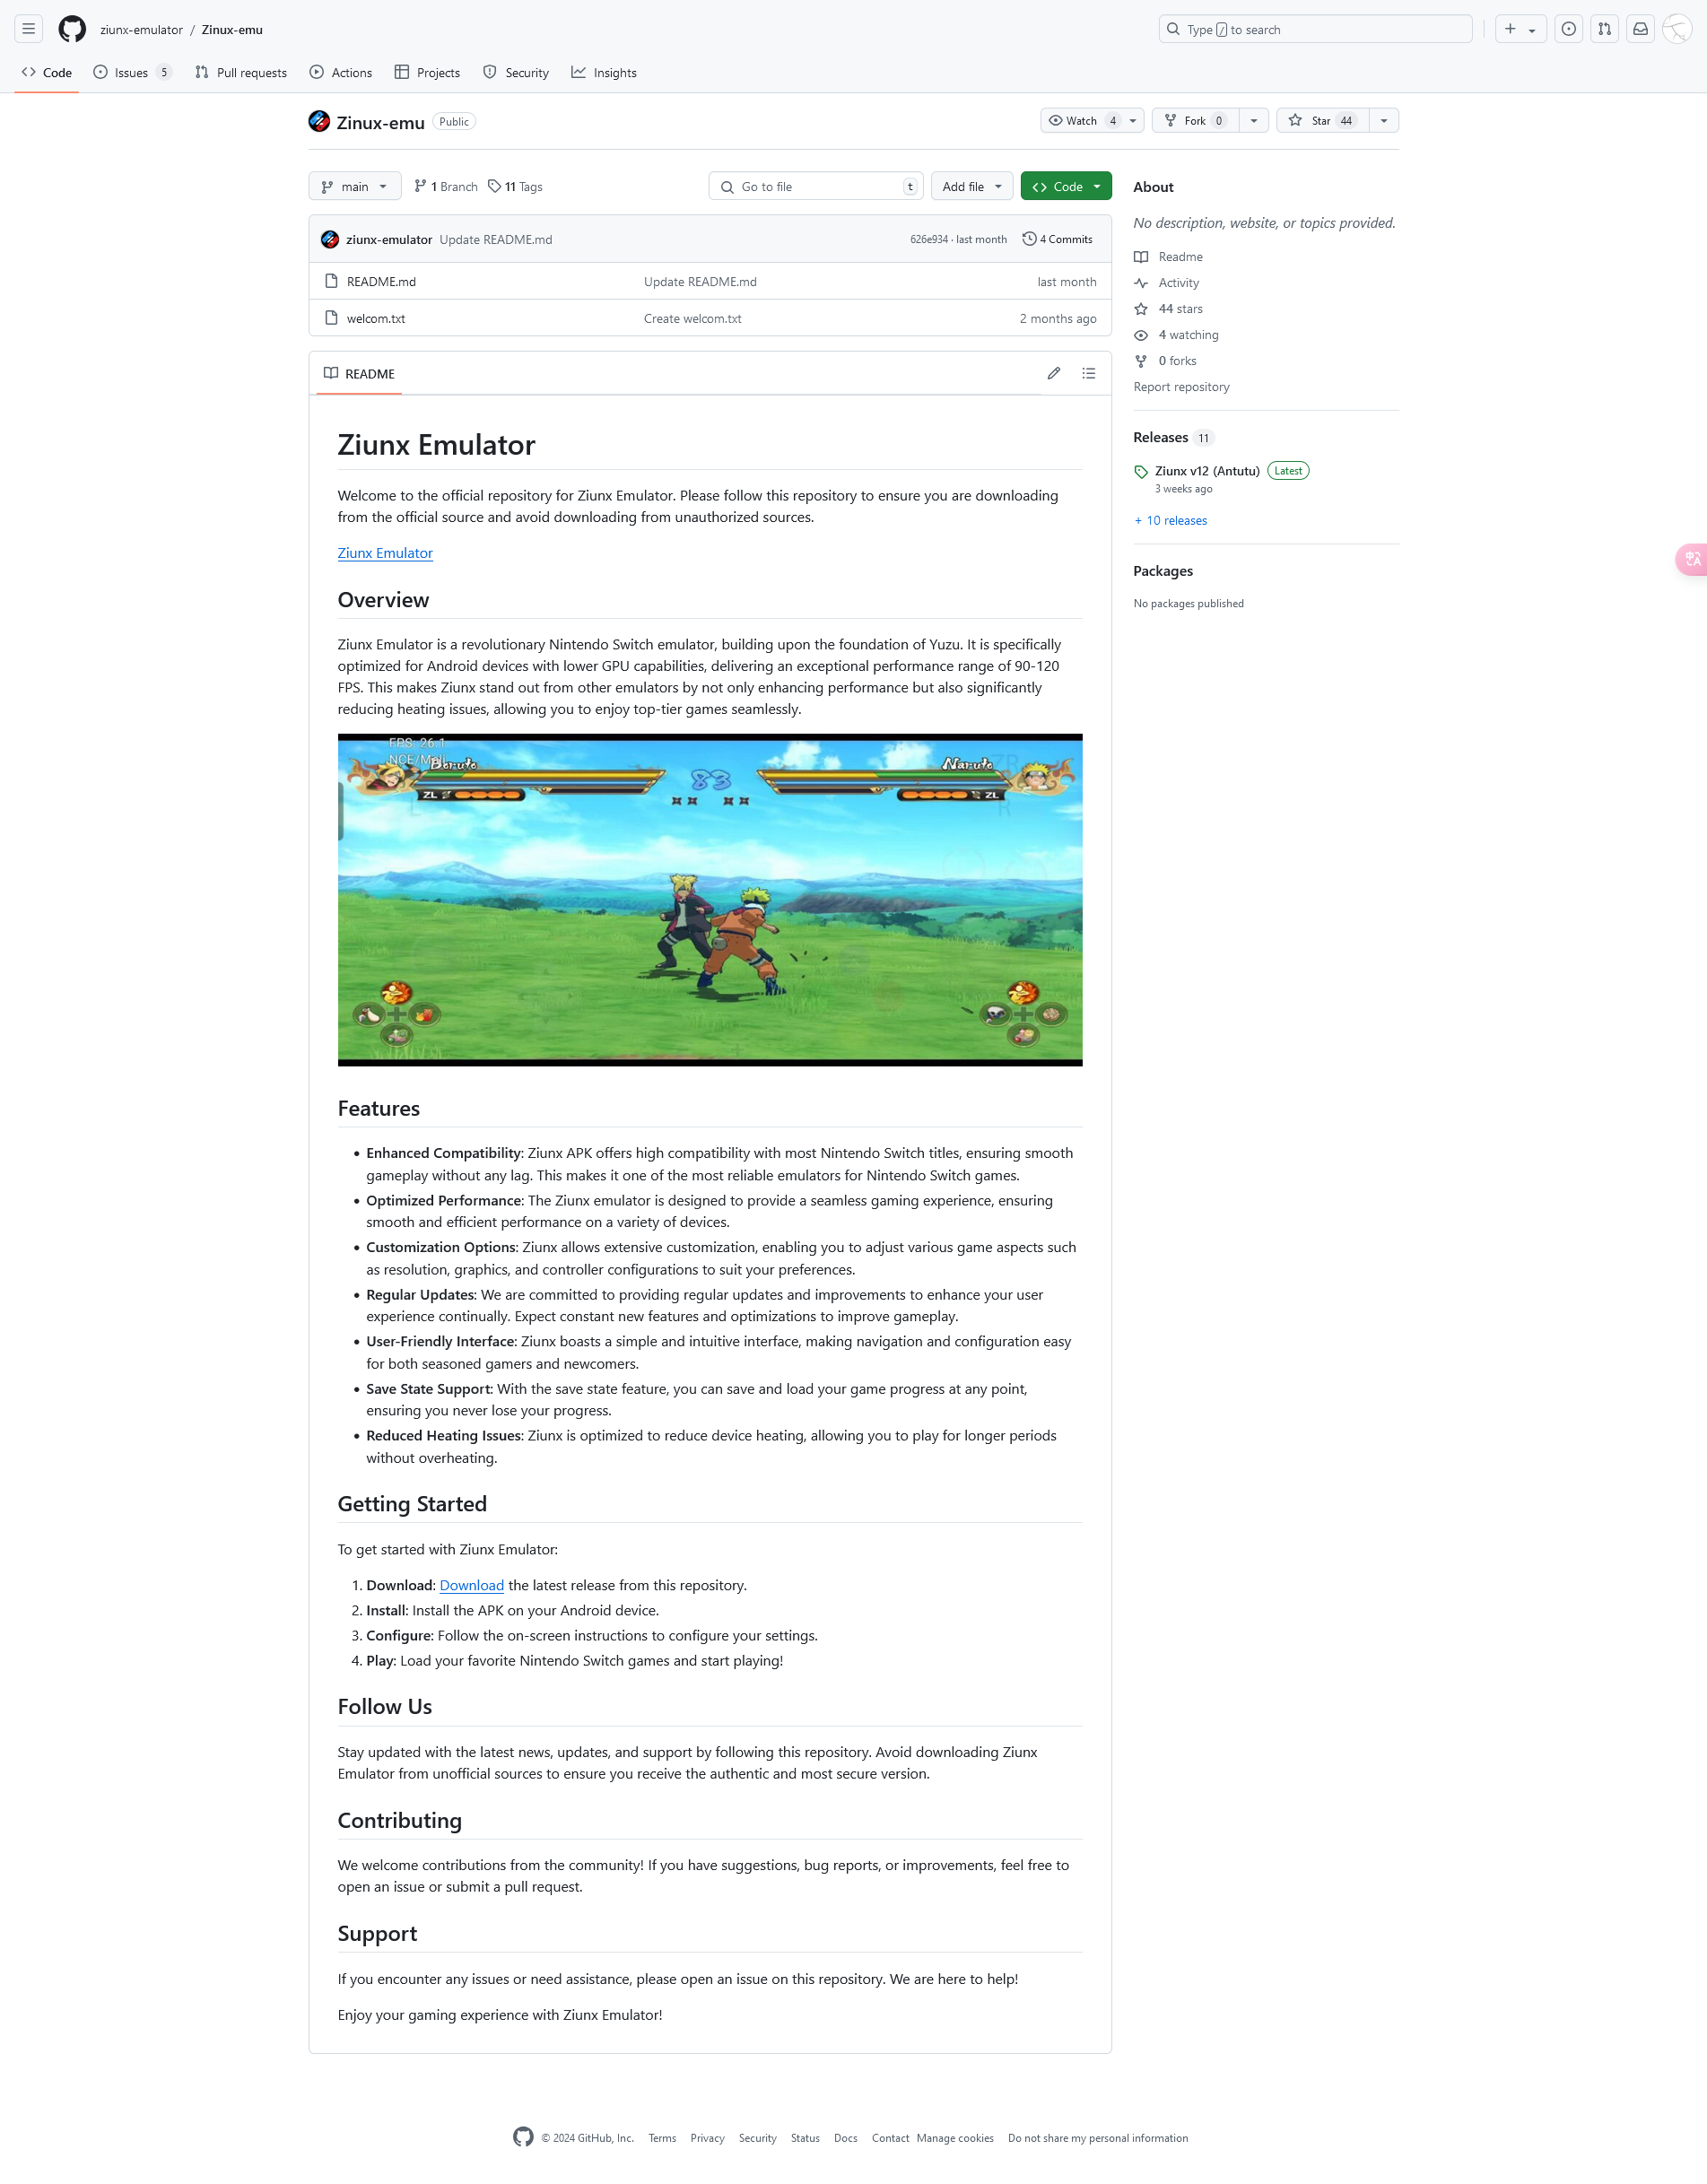 ziunx-emulator / Zinux-emu
Type / to search
Code
Issues 5
Pull requests
Actions
Projects
Security
Insights
Zinux-emu Public
Watch 4
Fork 0
Star 44
main
1 Branch
11 Tags
Go to file t
Add file
Code
ziunx-emulator Update README.md 626e934 · last month 4 Commits
README.md Update README.md last month
welcom.txt Create welcom.txt 2 months ago
README
Ziunx Emulator
Welcome to the official repository for Ziunx Emulator. Please follow this repository to ensure you are downloading
from the official source and avoid downloading from unauthorized sources.
Ziunx Emulator
Overview
Ziunx Emulator is a revolutionary Nintendo Switch emulator, building upon the foundation of Yuzu. It is specifically
optimized for Android devices with lower GPU capabilities, delivering an exceptional performance range of 90-120
FPS. This makes Ziunx stand out from other emulators by not only enhancing performance but also significantly
reducing heating issues, allowing you to enjoy top-tier games seamlessly.
FPS: 26.1
NCE/Mali
Boruto
83
Naruto
ZR
ZL
ZL
L
R
Features
• Enhanced Compatibility: Ziunx APK offers high compatibility with most Nintendo Switch titles, ensuring smooth
gameplay without any lag. This makes it one of the most reliable emulators for Nintendo Switch games.
• Optimized Performance: The Ziunx emulator is designed to provide a seamless gaming experience, ensuring
smooth and efficient performance on a variety of devices.
• Customization Options: Ziunx allows extensive customization, enabling you to adjust various game aspects such
as resolution, graphics, and controller configurations to suit your preferences.
• Regular Updates: We are committed to providing regular updates and improvements to enhance your user
experience continually. Expect constant new features and optimizations to improve gameplay.
• User-Friendly Interface: Ziunx boasts a simple and intuitive interface, making navigation and configuration easy
for both seasoned gamers and newcomers.
• Save State Support: With the save state feature, you can save and load your game progress at any point,
ensuring you never lose your progress.
• Reduced Heating Issues: Ziunx is optimized to reduce device heating, allowing you to play for longer periods
without overheating.
Getting Started
To get started with Ziunx Emulator:
1. Download: Download the latest release from this repository.
2. Install: Install the APK on your Android device.
3. Configure: Follow the on-screen instructions to configure your settings.
4. Play: Load your favorite Nintendo Switch games and start playing!
Follow Us
Stay updated with the latest news, updates, and support by following this repository. Avoid downloading Ziunx
Emulator from unofficial sources to ensure you receive the authentic and most secure version.
Contributing
We welcome contributions from the community! If you have suggestions, bug reports, or improvements, feel free to
open an issue or submit a pull request.
Support
If you encounter any issues or need assistance, please open an issue on this repository. We are here to help!
Enjoy your gaming experience with Ziunx Emulator!
About
No description, website, or topics provided.
Readme
Activity
44 stars
4 watching
0 forks
Report repository
Releases 11
Ziunx v12 (Antutu) Latest
3 weeks ago
+ 10 releases
Packages
No packages published
中A
© 2024 GitHub, Inc. Terms Privacy Security Status Docs Contact Manage cookies Do not share my personal information